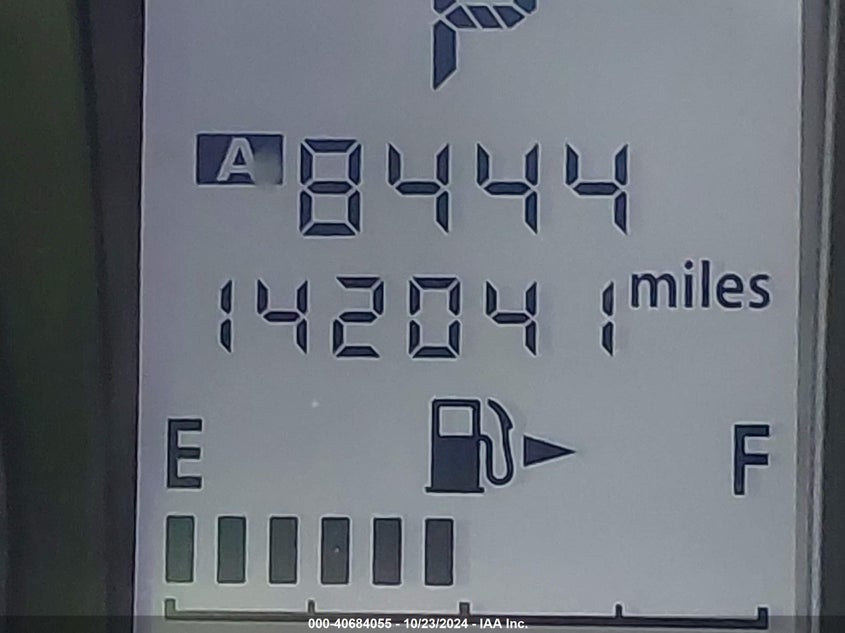 P
A 8444
142041 miles
E F
000-40684055 - 10/23/2024 - IAA Inc.